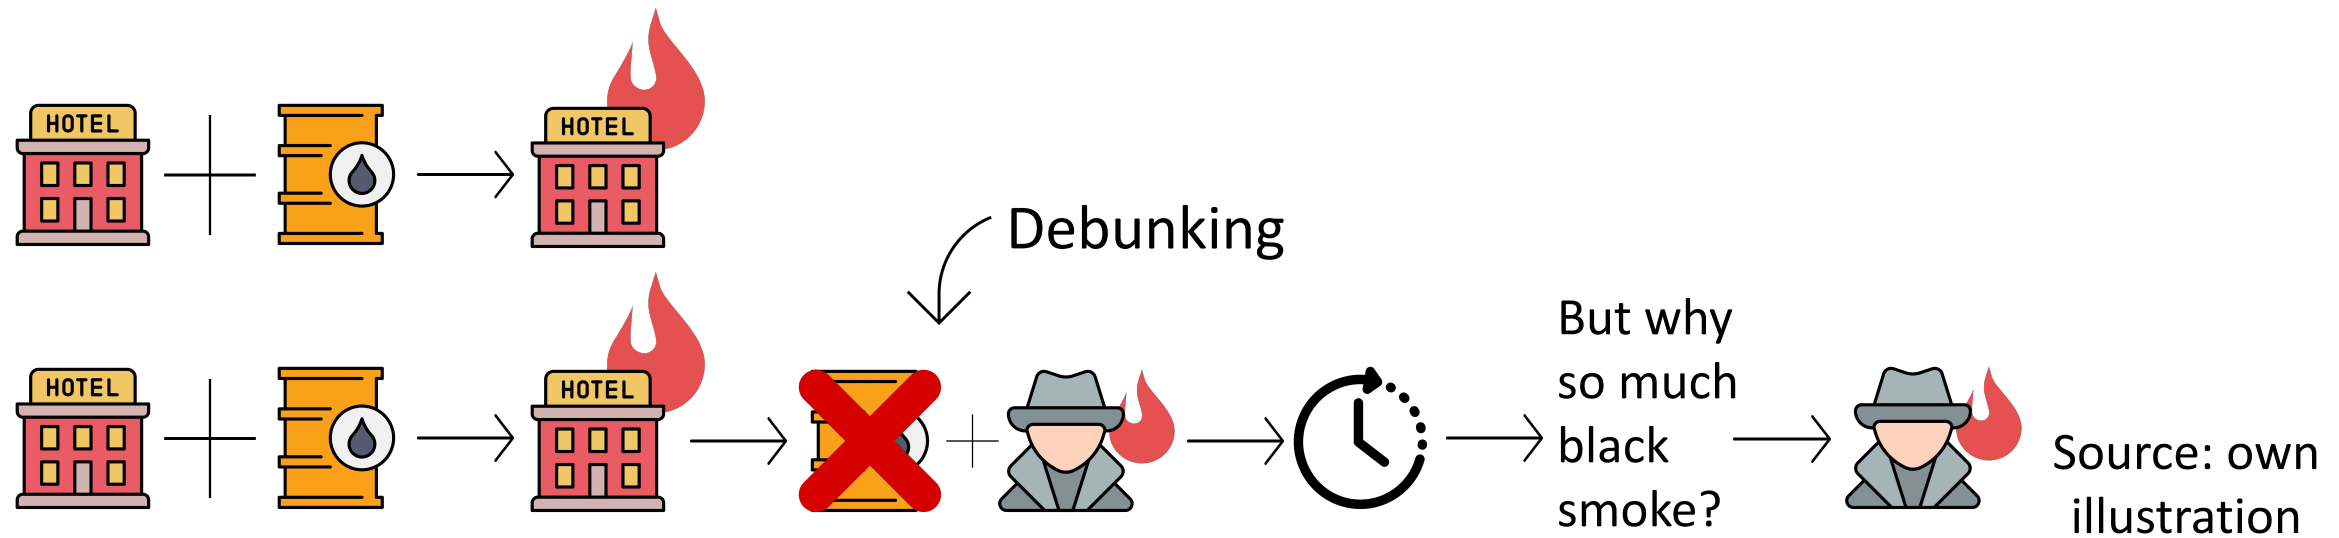 HOTEL
HOTEL
Debunking
HOTEL
HOTEL
But why
so much
black
smoke?
Source: own
illustration